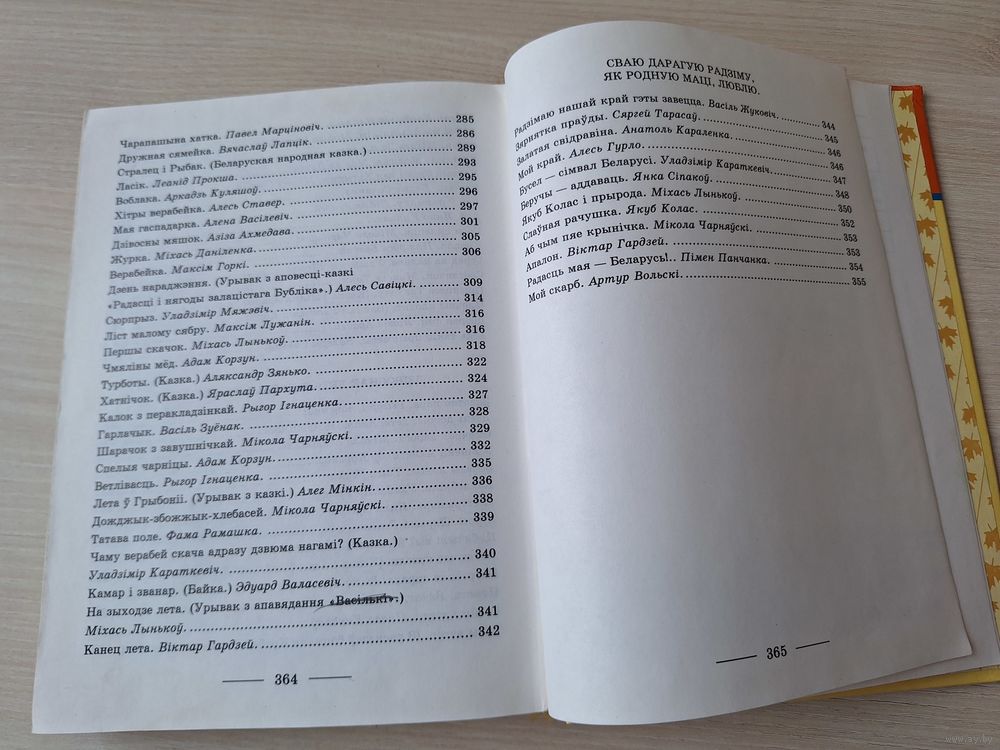 Чарапашына хатка. Павел Марціновіч. 285
Дружная сямейка. Вячаслаў Лапцік. 286
Стралец і Рыбак. (Беларуская народная казка.) 289
Ласік. Леанід Прокша. 293
Воблака. Аркадзь Куляшоў. 295
Хітры верабейка. Алесь Ставер. 296
Мая гаспадарка. Алена Васілевіч. 297
Дзівосны мяшок. Азіза Ахмедава. 301
Журка. Міхась Даніленка. 305
Верабейка. Максім Горкі. 306
Дзень нараджэння. (Урывак з аповесці-казкі
«Радасці і нягоды залацістага Бубліка».) Алесь Савіцкі. 309
Сюрпрыз. Уладзімір Мяжэвіч. 314
Ліст малому сябру. Максім Лужанін. 316
Першы скачок. Міхась Лынькоў. 316
Чмяліны мёд. Адам Корзун. 318
Турботы. (Казка.) Аляксандр Зянько. 322
Хатнічок. (Казка.) Яраслаў Пархута. 324
Калок з перакладзінкай. Рыгор Ігнаценка. 327
Гарлачык. Васіль Зуёнак. 328
Шарачок з завушнічкай. Мікола Чарняўскі. 329
Спелыя чарніцы. Адам Корзун. 332
Ветлівасць. Рыгор Ігнаценка. 335
Лета ў Грыбоніі. (Урывак з казкі.) Алег Мінкін. 336
Дожджык-збожжык-хлебасей. Мікола Чарняўскі. 338
Татава поле. Фама Рамашка. 339
Чаму верабей скача адразу дзвюма нагамі? (Казка.)
Уладзімір Караткевіч. 340
Камар і званар. (Байка.) Эдуард Валасевіч. 341
На зыходзе лета. (Урывак з апавядання «Васількі».)
Міхась Лынькоў. 341
Канец лета. Віктар Гардзей. 342
364
СВАЮ ДАРАГУЮ РАДЗІМУ,
ЯК РОДНУЮ МАЦІ, ЛЮБЛЮ.
Радзімаю нашай край гэты завецца. Васіль Жуковіч. 344
Зярнятка праўды. Сяргей Тарасаў. 345
Залатая свідравіна. Анатоль Караленка. 346
Мой край. Алесь Гурло. 346
Бусел — сімвал Беларусі. Уладзімір Караткевіч. 347
Беручы — аддаваць. Янка Сіпакоў. 348
Якуб Колас і прырода. Міхась Лынькоў. 350
Слаўная рачушка. Якуб Колас. 352
Аб чым пяе крынічка. Мікола Чарняўскі. 353
Апалон. Віктар Гардзей. 353
Радасць мая — Беларусь!.. Пімен Панчанка. 354
Мой скарб. Артур Вольскі. 355
365
www.ay.by